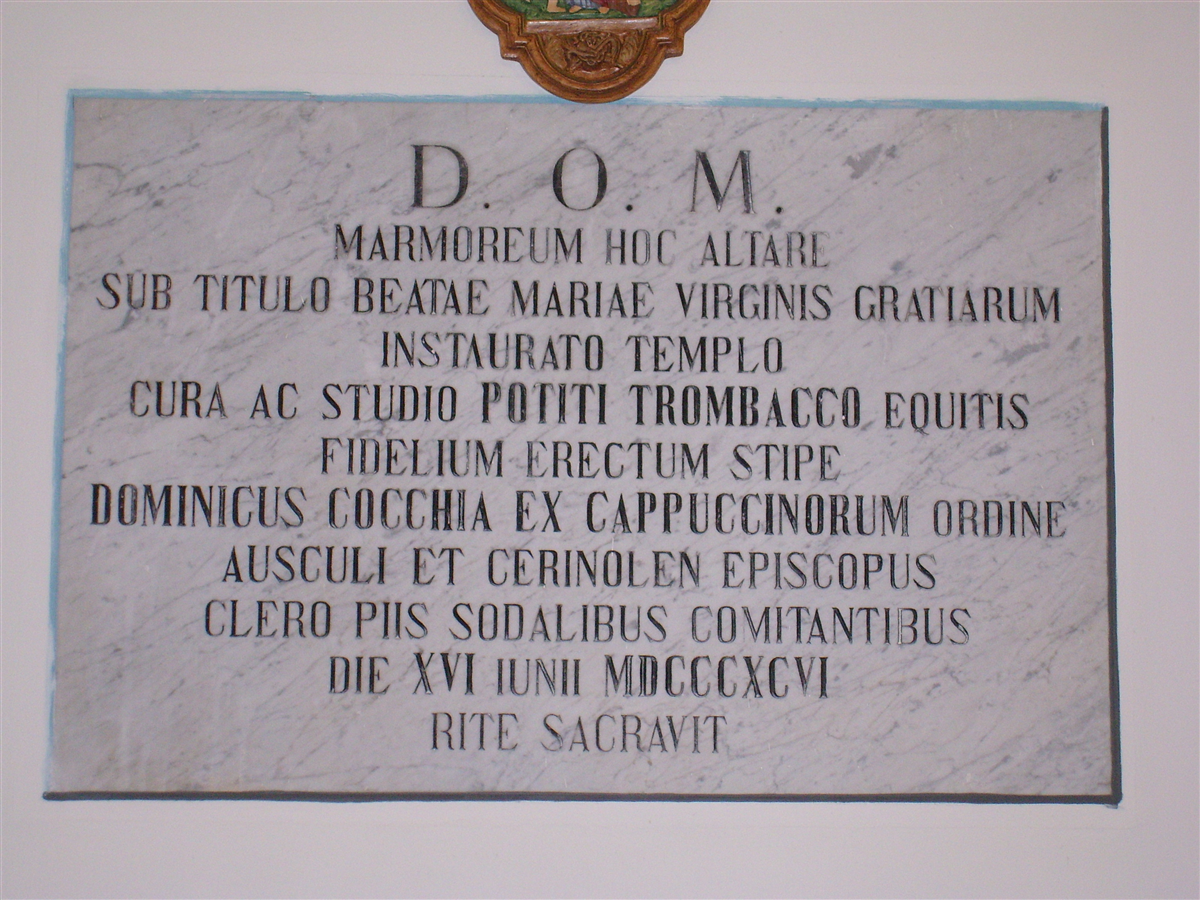 D. O. M.
MARMOREUM HOC ALTARE
SUB TITULO BEATAE MARIAE VIRGINIS GRATIARUM
INSTAURATO TEMPLO
CURA AC STUDIO POTITI TROMBACCO EQUITIS
FIDELIUM ERECTUM STIPE
DOMINICUS COCCHIA EX CAPPUCCINORUM ORDINE
AUSCULI ET CERINOLEN EPISCOPUS
CLERO PIIS SODALIBUS COMITANTIBUS
DIE XVI IUNII MDCCCXCVI
RITE SACRAVIT